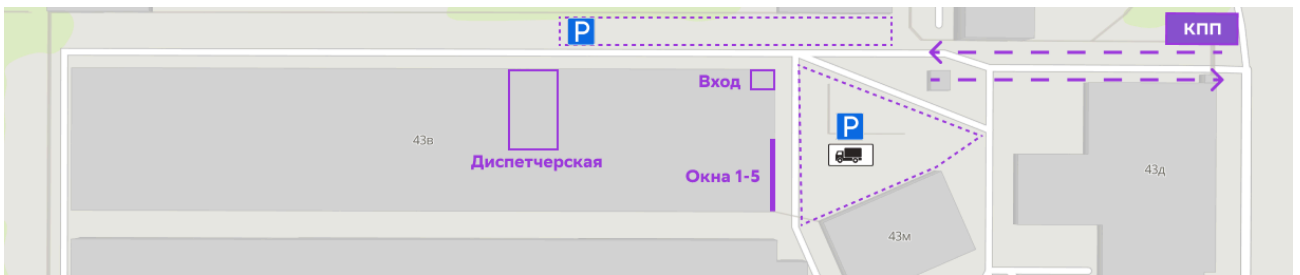 P
КПП
Вход
43в
Диспетчерская
P
Окна 1-5
43д
43м